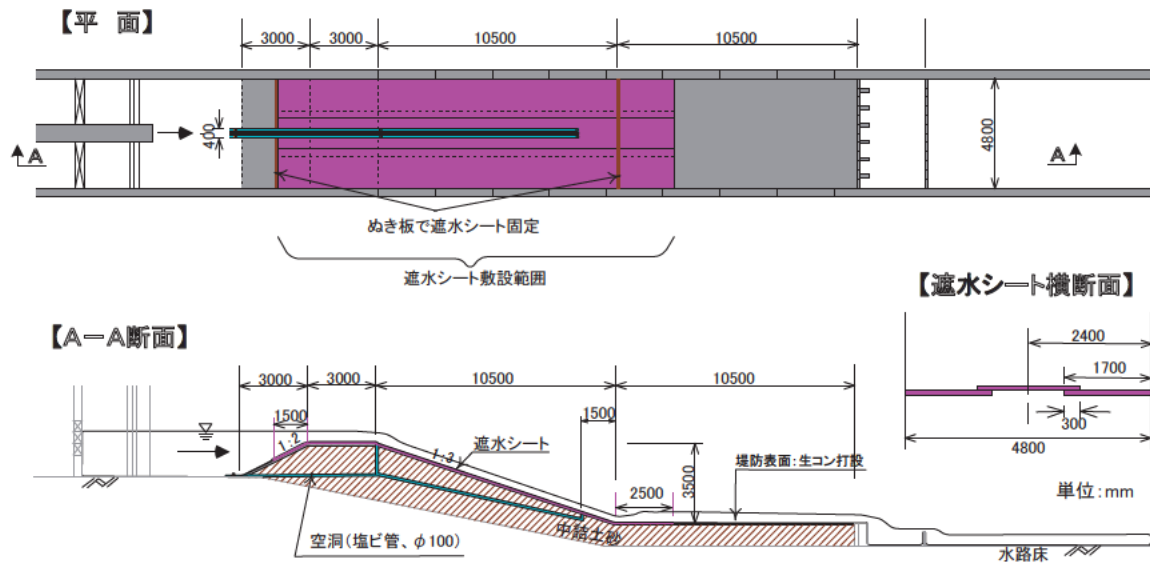 【平 面】
3000
3000
10500
10500
400
4800
A
A
ぬき板で遮水シート固定
遮水シート敷設範囲
【遮水シート横断面】
2400
1700
300
4800
単位:mm
【A-A断面】
3000
3000
10500
10500
1500
1500
1:2
遮水シート
1:3
3500
2500
堤防表面:生コン打設
中詰土砂
空洞(塩ビ管、φ100)
水路床